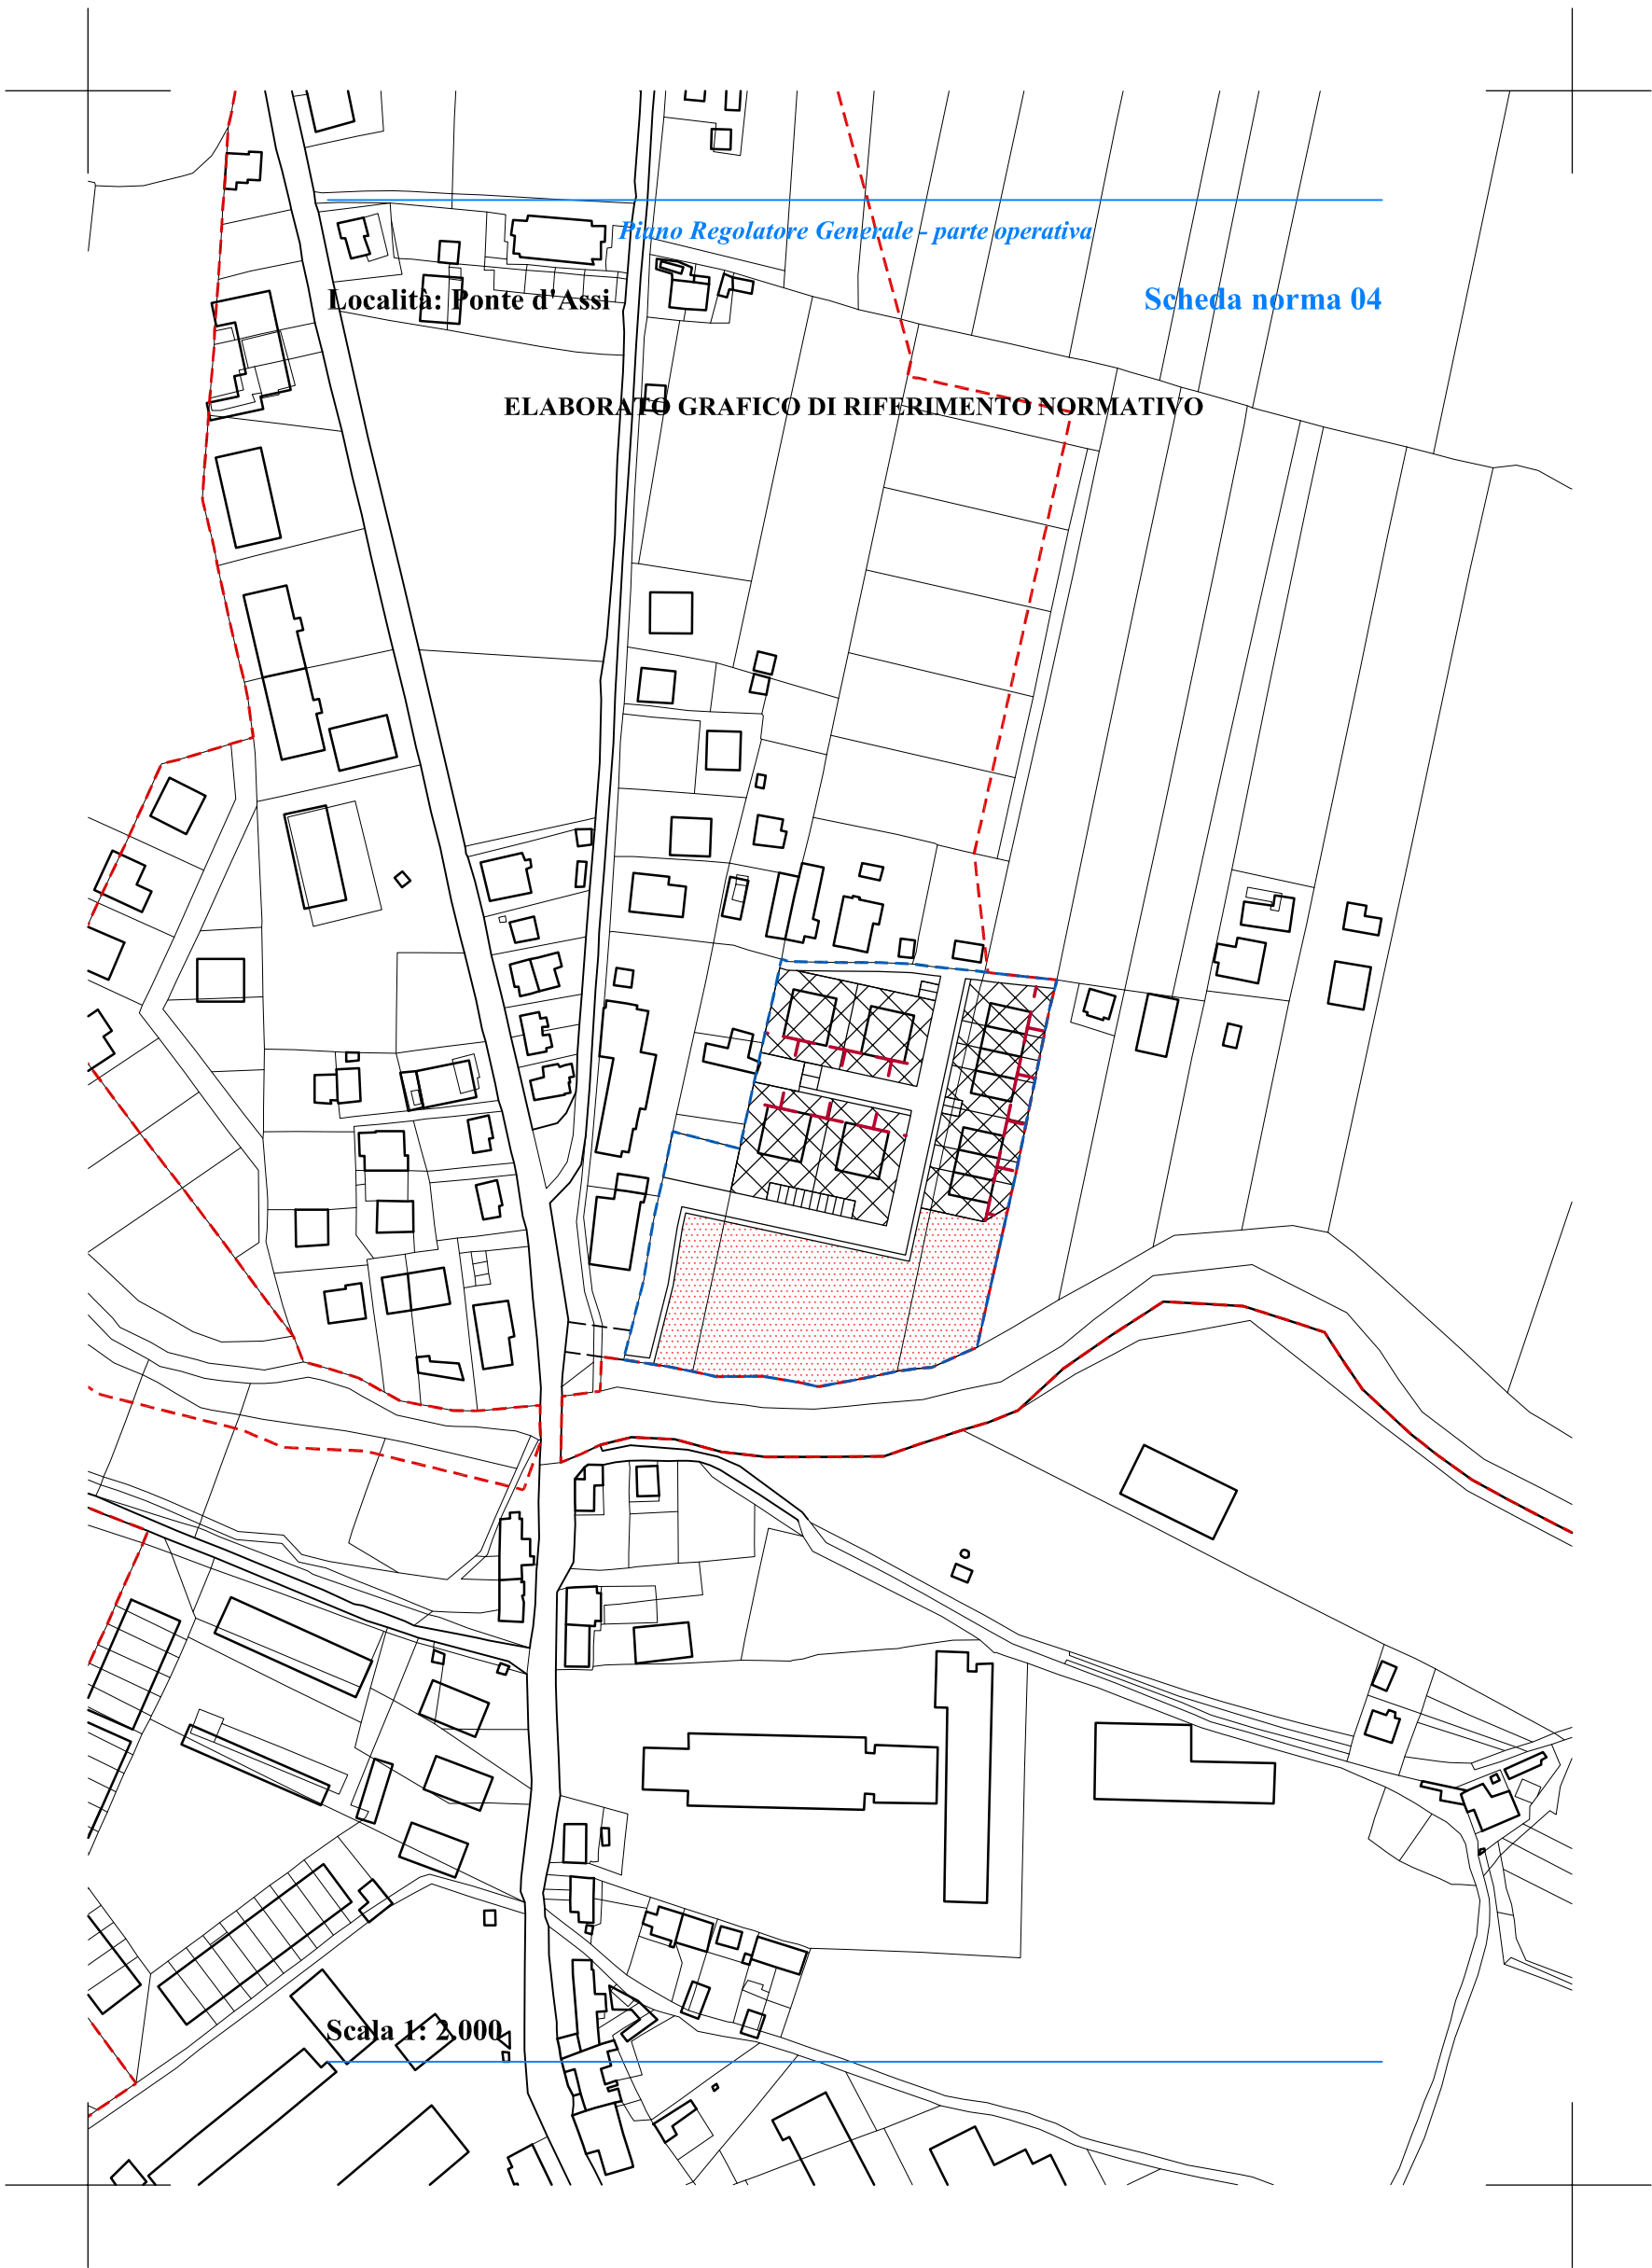 Piano Regolatore Generale - parte operativa
Località: Ponte d'Assi
Scheda norma 04
ELABORATO GRAFICO DI RIFERIMENTO NORMATIVO
Scala 1: 2.000